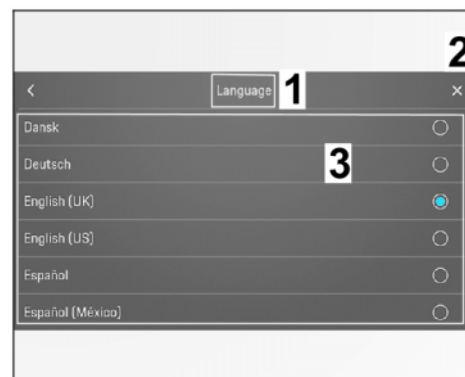 2
Language 1
Dansk
Deutsch
3
English (UK)
English (US)
Español
Español (México)